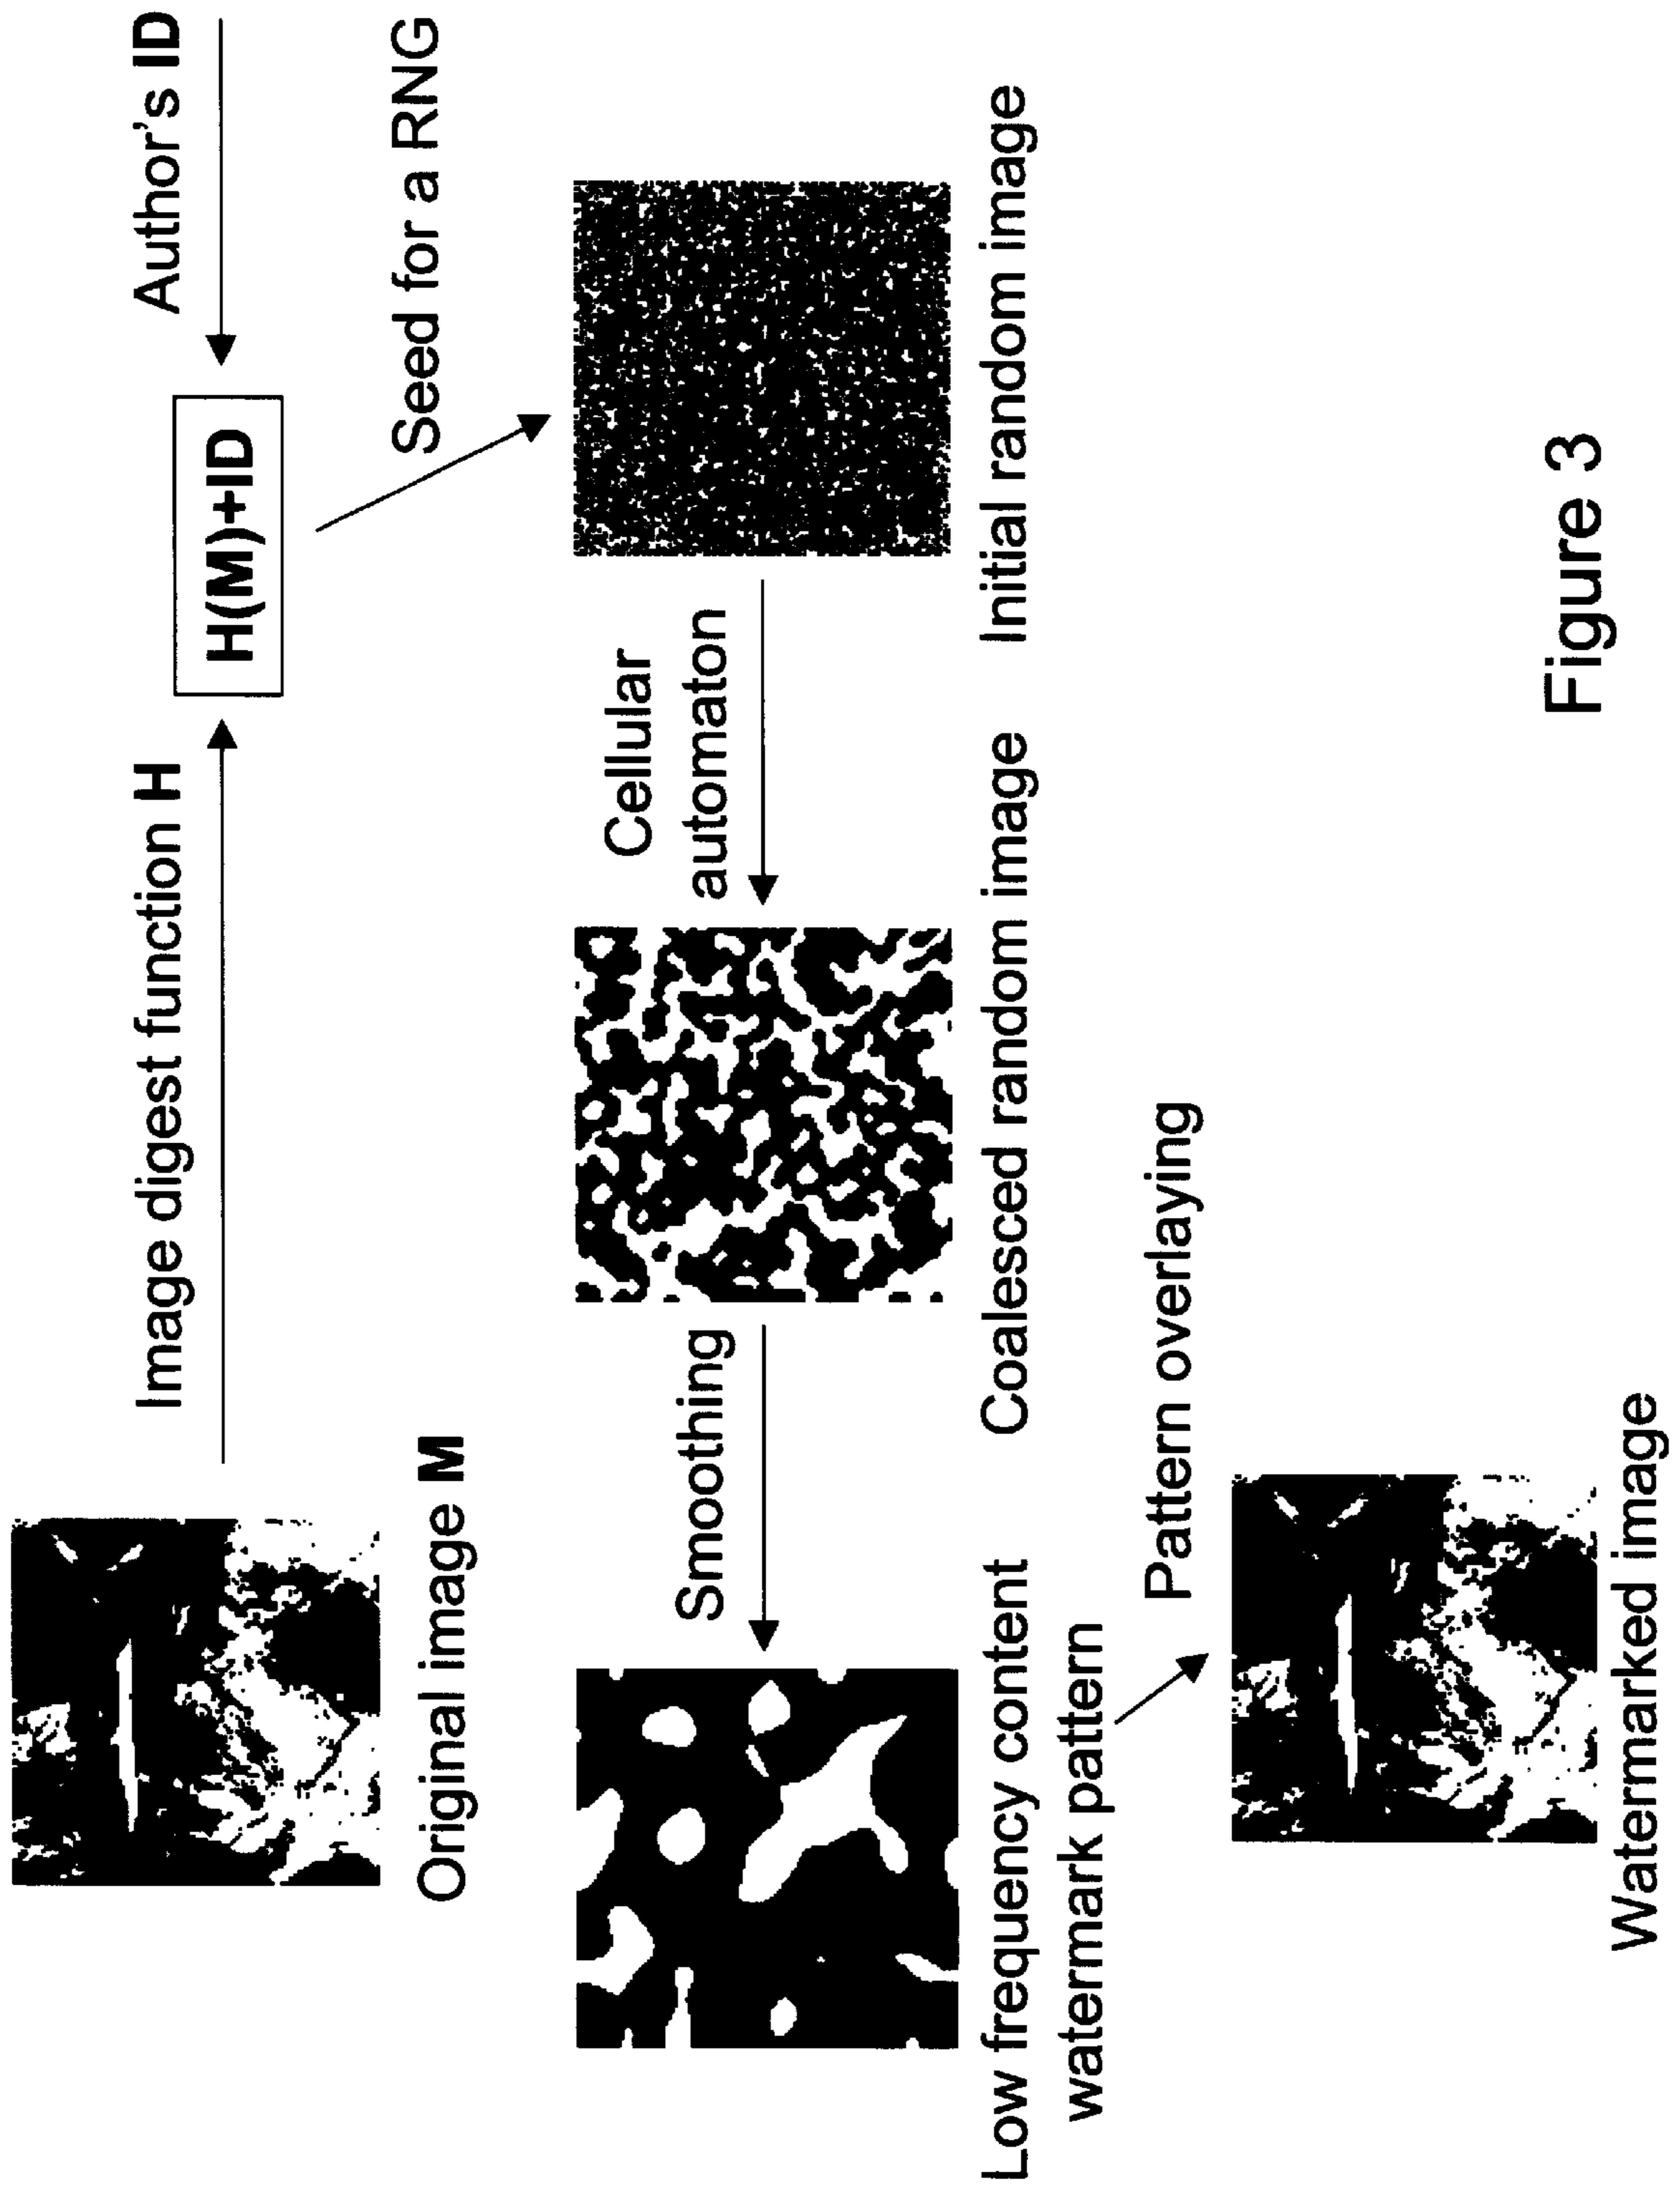 Image digest function H
Author's ID
H(M)+ID
Original image M
Seed for a RNG
Smoothing
Cellular
automaton
Low frequency content
watermark pattern
Coalesced random image
Initial random image
Pattern overlaying
Watermarked image
Figure 3